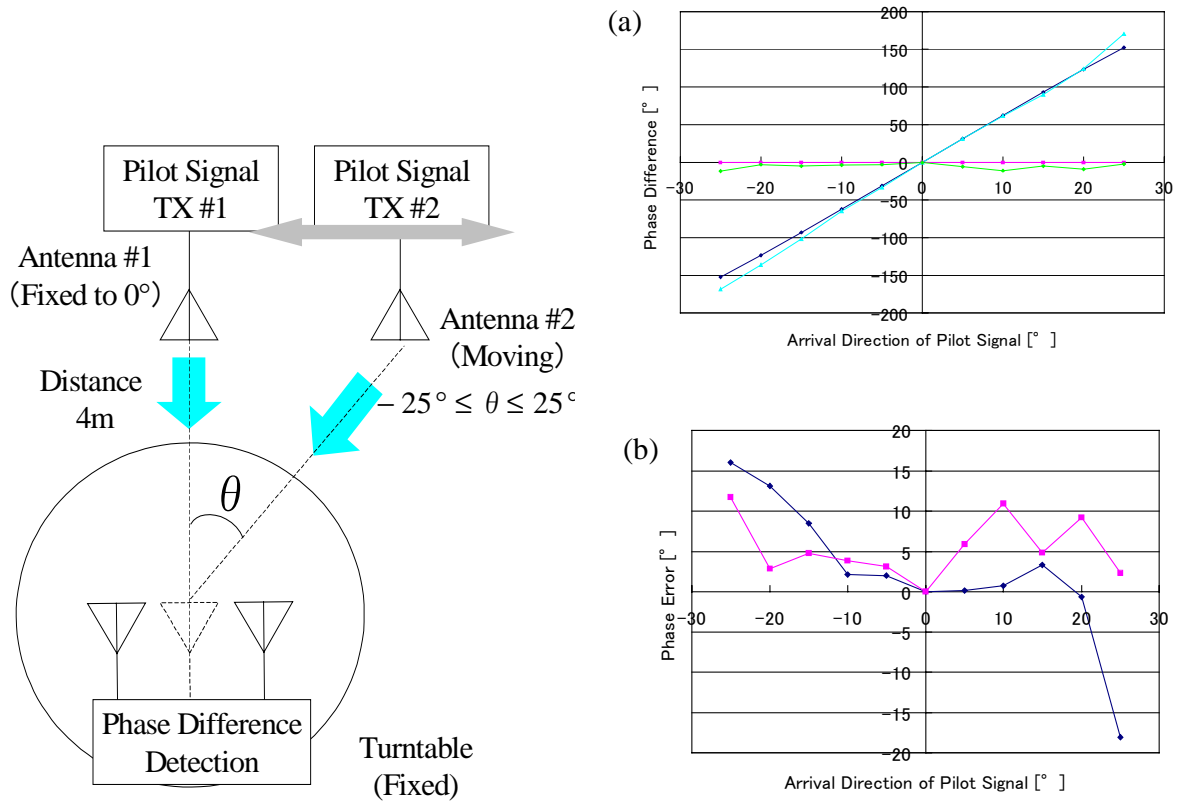 Pilot Signal
TX #1
Pilot Signal
TX #2
Antenna #1
(Fixed to 0°)
Antenna #2
(Moving)
Distance
4m
− 25° ≤ θ ≤ 25°
θ
Phase Difference
Detection
Turntable
(Fixed)
(a)
200
150
100
50
0
-50
-100
-150
-200
-30
-20
-10
0
10
20
30
Phase Difference [° ]
Arrival Direction of Pilot Signal [° ]
(b)
20
15
10
5
0
-5
-10
-15
-20
-30
-20
-10
0
10
20
30
Phase Error [° ]
Arrival Direction of Pilot Signal [° ]